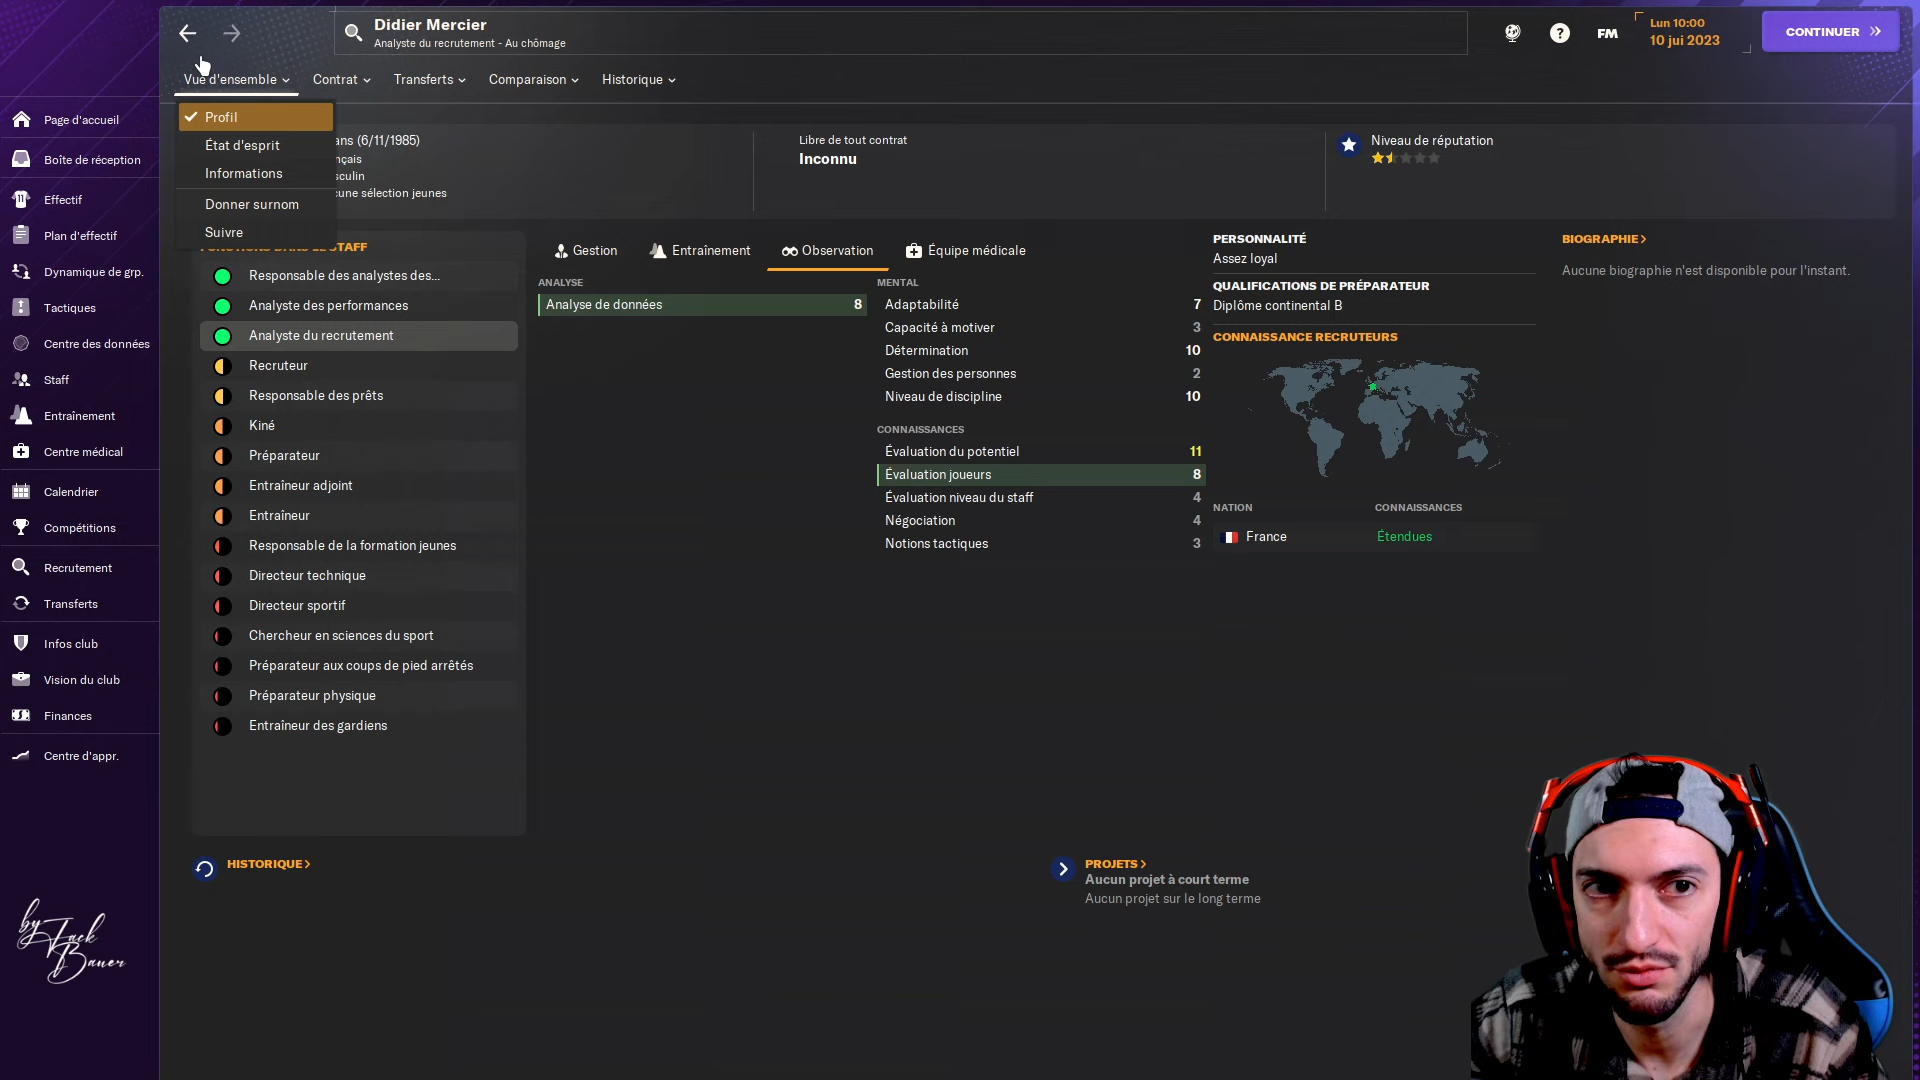 Didier Mercier
Analyste du recrutement - Au chômage
FM
Lun 10:00
10 jui 2023
CONTINUER
Vue d'ensemble
Contrat
Transferts
Comparaison
Historique
Profil
État d'esprit
Informations
Donner surnom
Suivre
Page d'accueil
Boîte de réception
Effectif
Plan d'effectif
Dynamique de grp.
Tactiques
Centre des données
Staff
Entraînement
Centre médical
Calendrier
Compétitions
Recrutement
Transferts
Infos club
Vision du club
Finances
Centre d'appr.
by Jack
Bauer
ans (6/11/1985)
nçais
sculin
cune sélection jeunes
Libre de tout contrat
Inconnu
Niveau de réputation
FONCTIONS DANS LE STAFF
Responsable des analystes des...
Analyste des performances
Analyste du recrutement
Recruteur
Responsable des prêts
Kiné
Préparateur
Entraîneur adjoint
Entraîneur
Responsable de la formation jeunes
Directeur technique
Directeur sportif
Chercheur en sciences du sport
Préparateur aux coups de pied arrêtés
Préparateur physique
Entraîneur des gardiens
Gestion
Entraînement
Observation
Équipe médicale
ANALYSE
Analyse de données 8
MENTAL
Adaptabilité 7
Capacité à motiver 3
Détermination 10
Gestion des personnes 2
Niveau de discipline 10
CONNAISSANCES
Évaluation du potentiel 11
Évaluation joueurs 8
Évaluation niveau du staff 4
Négociation 4
Notions tactiques 3
PERSONNALITÉ
Assez loyal
QUALIFICATIONS DE PRÉPARATEUR
Diplôme continental B
CONNAISSANCE RECRUTEURS
NATION CONNAISSANCES
France Étendues
BIOGRAPHIE
Aucune biographie n'est disponible pour l'instant.
HISTORIQUE
PROJETS
Aucun projet à court terme
Aucun projet sur le long terme